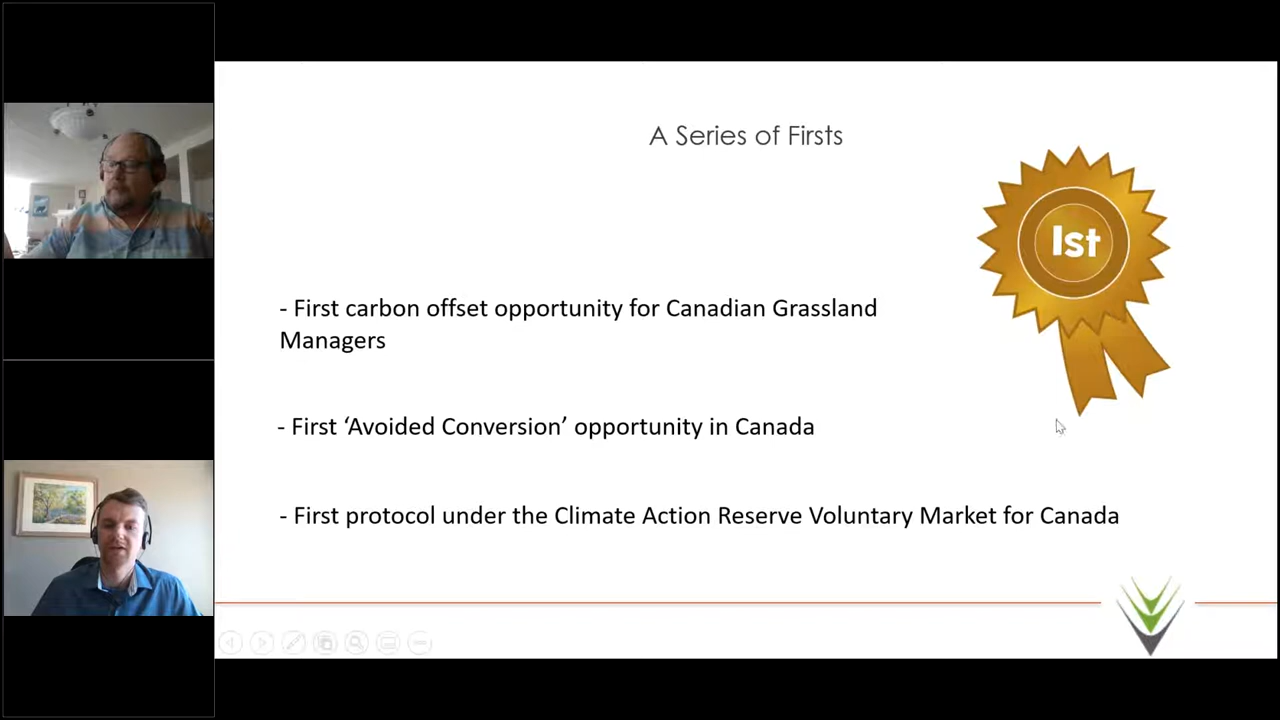 A Series of Firsts
1st
- First carbon offset opportunity for Canadian Grassland
Managers
- First ‘Avoided Conversion’ opportunity in Canada
- First protocol under the Climate Action Reserve Voluntary Market for Canada